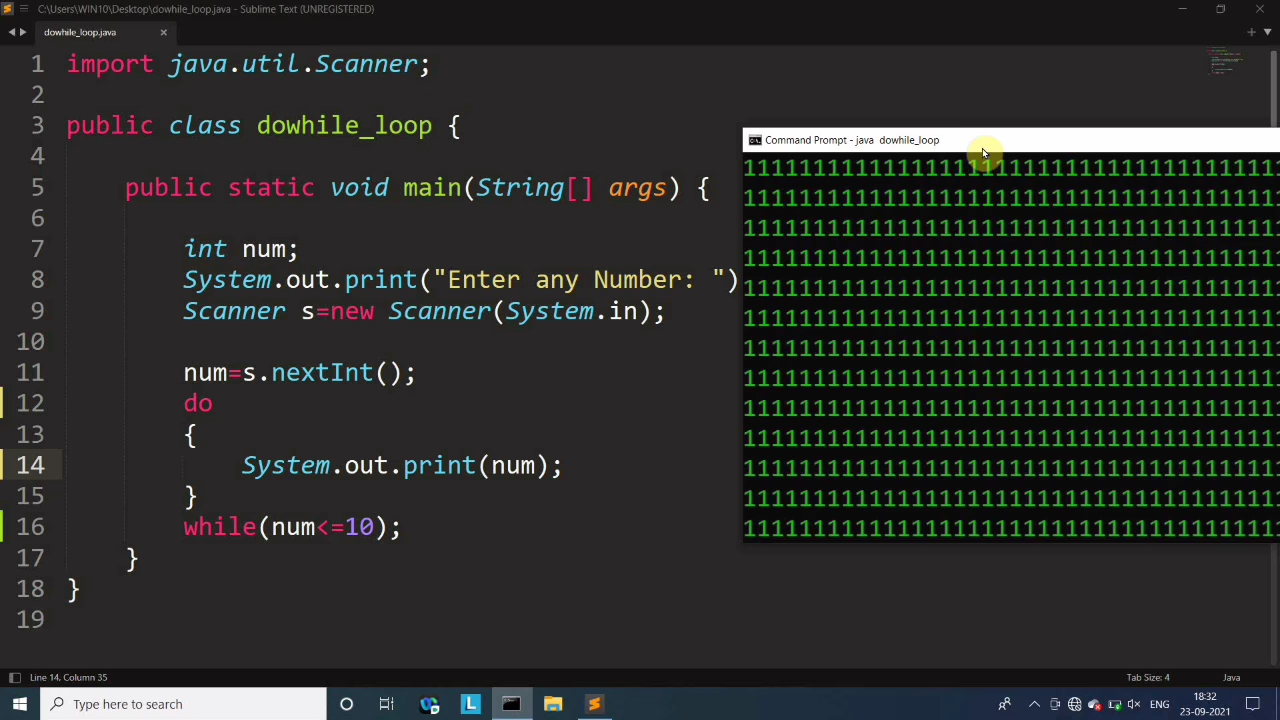 C:\Users\WIN10\Desktop\dowhile_loop.java - Sublime Text (UNREGISTERED)
dowhile_loop.java
1 import java.util.Scanner;
2
3 public class dowhile_loop {
4
5 public static void main(String[] args) {
6
7 int num;
8 System.out.print("Enter any Number: ")
9 Scanner s=new Scanner(System.in);
10
11 num=s.nextInt();
12 do
13 {
14 System.out.print(num);
15 }
16 while(num<=10);
17 }
18 }
19
Command Prompt - java dowhile_loop
11111111111111111111111111111111111111
11111111111111111111111111111111111111
11111111111111111111111111111111111111
11111111111111111111111111111111111111
11111111111111111111111111111111111111
11111111111111111111111111111111111111
11111111111111111111111111111111111111
11111111111111111111111111111111111111
11111111111111111111111111111111111111
11111111111111111111111111111111111111
11111111111111111111111111111111111111
11111111111111111111111111111111111111
11111111111111111111111111111111111111
Line 14, Column 35
Tab Size: 4
Java
Type here to search
L
ENG
18:32
23-09-2021